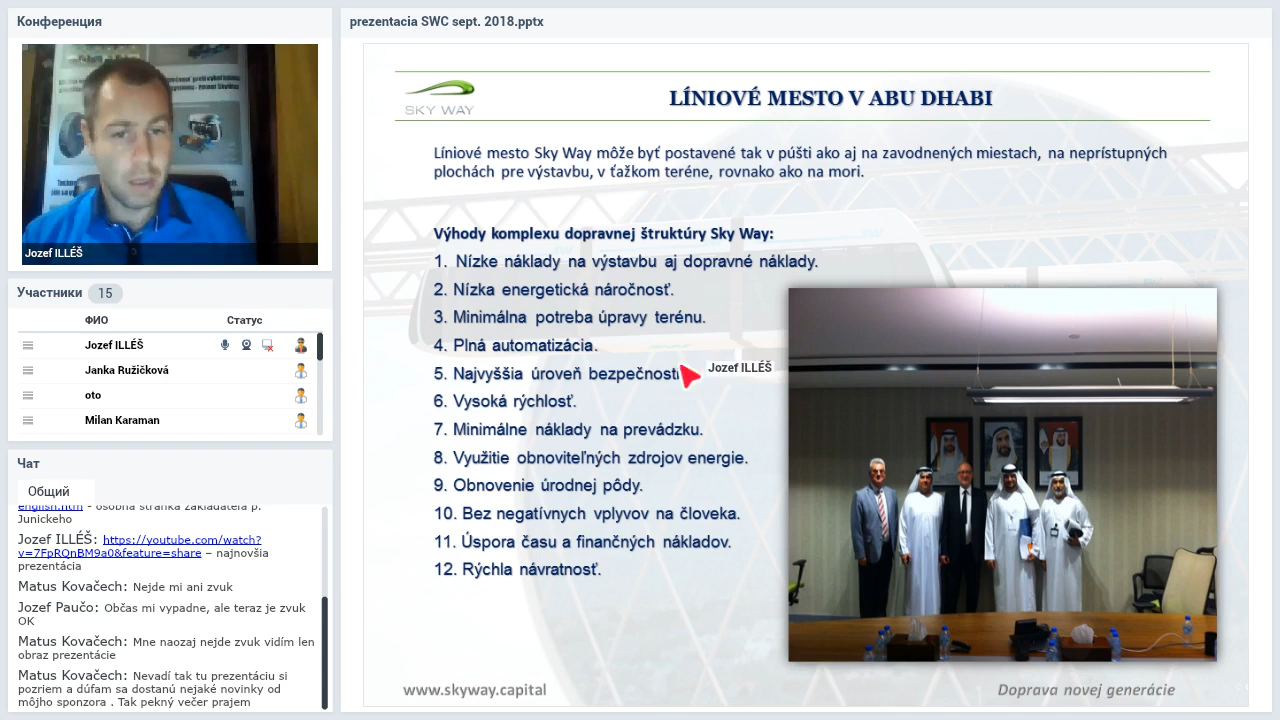 Конференция
Jozef ILLÉŠ
Участники 15
ФИО Статус
Jozef ILLÉŠ
Janka Ružičková
oto
Milan Karaman
Чат
Общий
english.htm - osobná stránka zakladateľa p.
Junickeho
Jozef ILLÉŠ: https://youtube.com/watch?
v=7FpRQnBM9a0&feature=share – najnovšia
prezentácia
Matus Kovačech: Nejde mi ani zvuk
Jozef Paučo: Občas mi vypadne, ale teraz je zvuk
OK
Matus Kovačech: Mne naozaj nejde zvuk vidím len
obraz prezentácie
Matus Kovačech: Nevadí tak tu prezentáciu si
pozriem a dúfam sa dostanú nejaké novinky od
môjho sponzora . Tak pekný večer prajem
prezentacia SWC sept. 2018.pptx
SKY WAY
LÍNIOVÉ MESTO V ABU DHABI
Líniové mesto Sky Way môže byť postavené tak v púšti ako aj na zavodnených miestach, na neprístupných
plochách pre výstavbu, v ťažkom teréne, rovnako ako na mori.
Výhody komplexu dopravnej štruktúry Sky Way:
1. Nízke náklady na výstavbu aj dopravné náklady.
2. Nízka energetická náročnosť.
3. Minimálna potreba úpravy terénu.
4. Plná automatizácia.
5. Najvyššia úroveň bezpečnosti
Jozef ILLÉŠ
6. Vysoká rýchlosť.
7. Minimálne náklady na prevádzku.
8. Využitie obnoviteľných zdrojov energie.
9. Obnovenie úrodnej pôdy.
10. Bez negatívnych vplyvov na človeka.
11. Úspora času a finančných nákladov.
12. Rýchla návratnosť.
www.skyway.capital
Doprava novej generácie